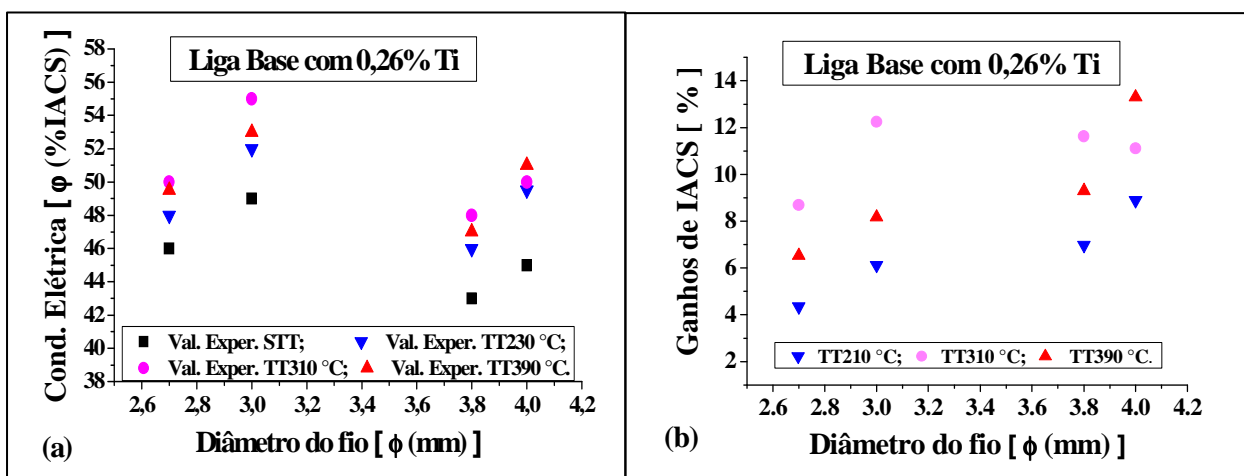 Cond. Elétrica [ φ (%IACS) ]
58
56
54
52
50
48
46
44
42
40
38
Liga Base com 0,26% Ti
Val. Exper. STT;
Val. Exper. TT230 °C;
Val. Exper. TT310 °C;
Val. Exper. TT390 °C.
2,6
2,8
3,0
3,2
3,4
3,6
3,8
4,0
4,2
(a)
Diâmetro do fio [ ϕ (mm) ]
Ganhos de IACS [ % ]
14
12
10
8
6
4
2
Liga Base com 0,26% Ti
TT210 °C;
TT310 °C;
TT390 °C.
2.6
2.8
3.0
3.2
3.4
3.6
3.8
4.0
4.2
(b)
Diâmetro do fio [ ϕ (mm) ]